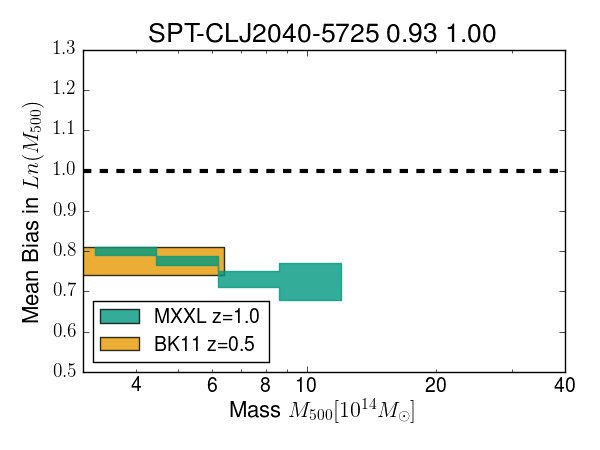 SPT-CLJ2040-5725 0.93 1.00
1.3
1.2
1.1
1.0
0.9
0.8
0.7
0.6
0.5
Mean Bias in Ln(M500)
MXXL z=1.0
BK11 z=0.5
4 6 8 10 20 40
Mass M500[10^14 M⊙]